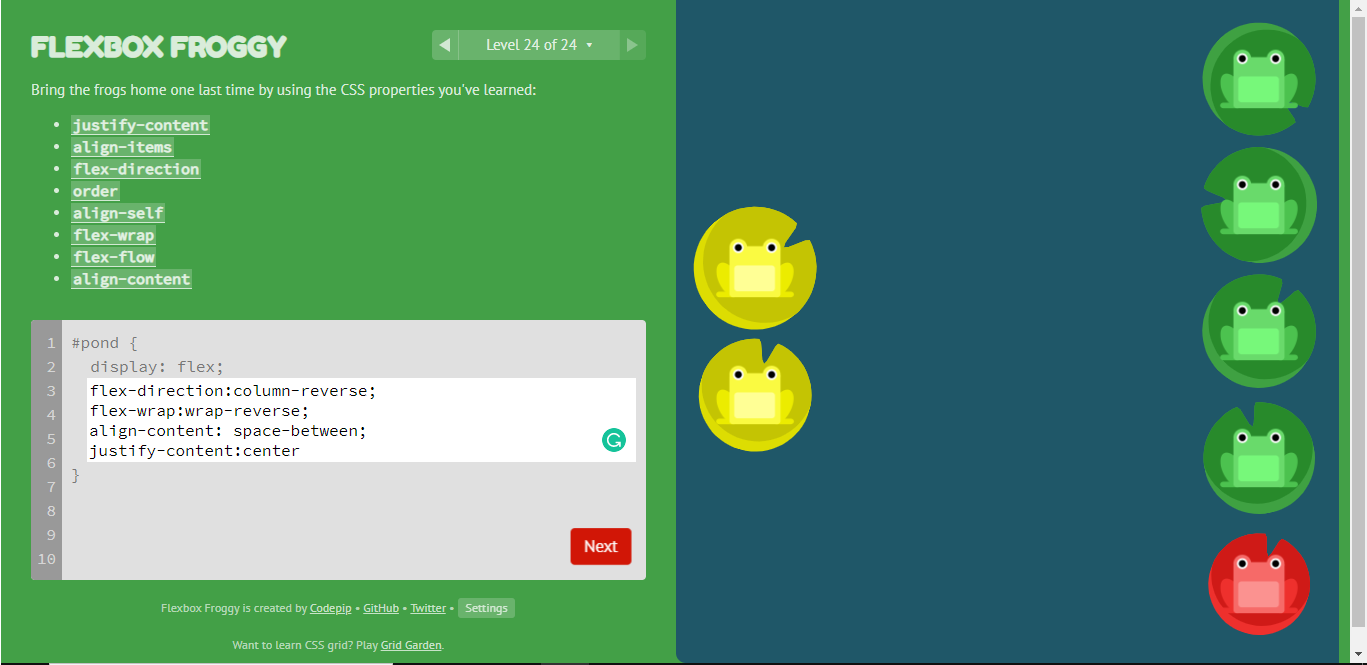 FLEXBOX FROGGY
◀ Level 24 of 24 ▾ ▶
Bring the frogs home one last time by using the CSS properties you've learned:
• justify-content
• align-items
• flex-direction
• order
• align-self
• flex-wrap
• flex-flow
• align-content
1 #pond {
2 display: flex;
3 flex-direction:column-reverse;
4 flex-wrap:wrap-reverse;
5 align-content: space-between;
6 justify-content:center
7 }
8
9
10
Next
Flexbox Froggy is created by Codepip • GitHub • Twitter • Settings
Want to learn CSS grid? Play Grid Garden.